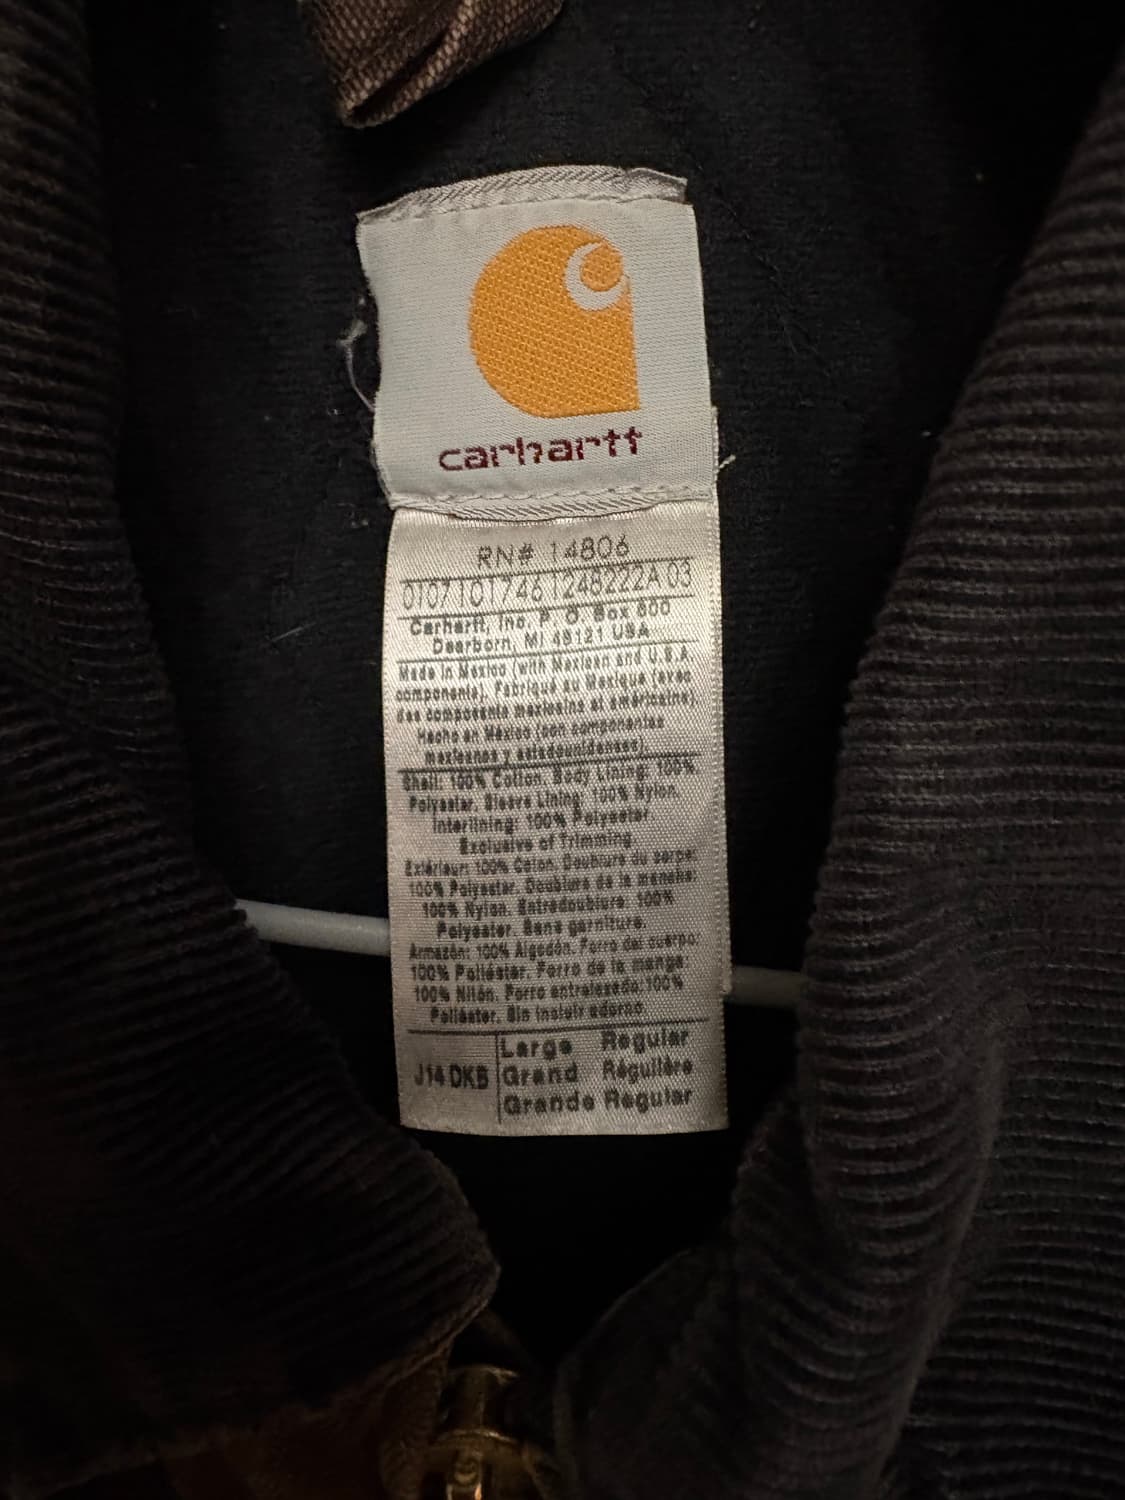 carhartt
RN# 14806
0107101746 1248222A 03
Carhartt, Inc. P. O. Box 600
Dearborn, MI 48121 USA
Made in Mexico (with Mexican and U.S.A.
components). Fabriqué au Mexique (avec
des composants mexicains et américains).
Hecho en México (con componentes
mexicanos y estadounidenses).
Shell: 100% Cotton. Body Lining: 100%
Polyester. Sleeve Lining: 100% Nylon.
Interlining: 100% Polyester
Exclusive of Trimming
Extérieur: 100% Coton. Doublure du corps:
100% Polyester. Doublure de la manche:
100% Nylon. Entredoublure: 100%
Polyester. Sans garniture.
Armazón: 100% Algodón. Forro del cuerpo:
100% Poliéster. Forro de la manga:
100% Nilón. Forro entretesedo: 100%
Poliéster. Sin incluir adorno
J14 DKB
Large Regular
Grand Régulière
Grande Regular